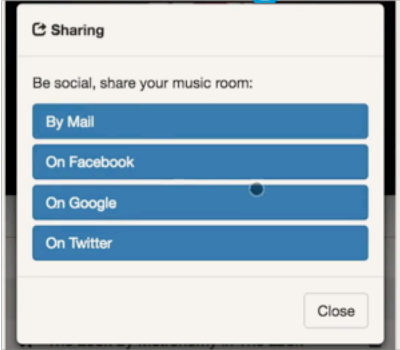 Sharing
Be social, share your music room:
By Mail
On Facebook
On Google
On Twitter
Close